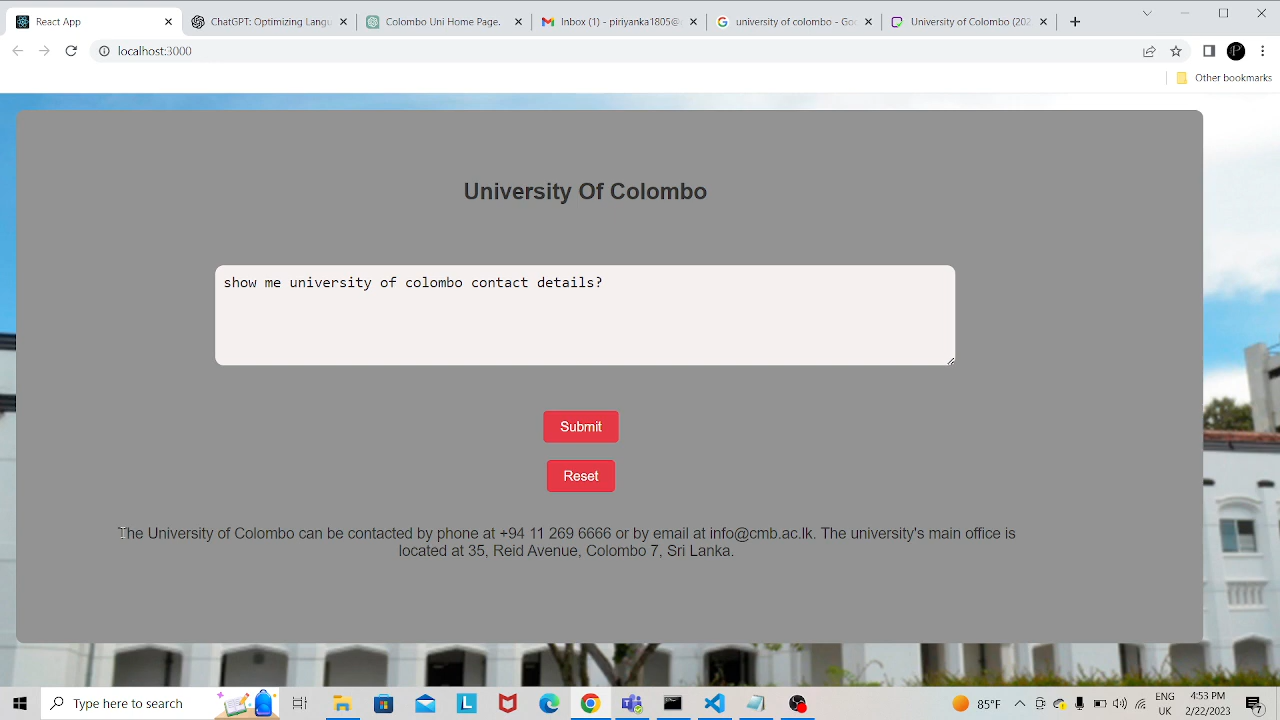 React App
ChatGPT: Optimizing Langu
Colombo Uni Home Page.
Inbox (1) - piriyanka1805@
university of colombo - Goo
University of Colombo (202
localhost:3000
Other bookmarks
University Of Colombo
show me university of colombo contact details?
Submit
Reset
The University of Colombo can be contacted by phone at +94 11 269 6666 or by email at info@cmb.ac.lk. The university's main office is
located at 35, Reid Avenue, Colombo 7, Sri Lanka.
Type here to search
85°F
ENG
UK
4:53 PM
2/22/2023
7